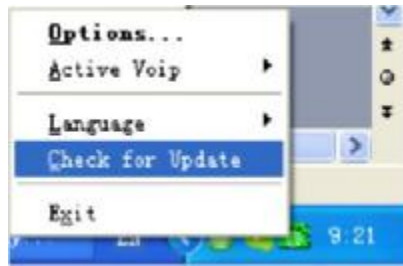 Options...
Active Voip
Language
Check for Update
Exit
9:21